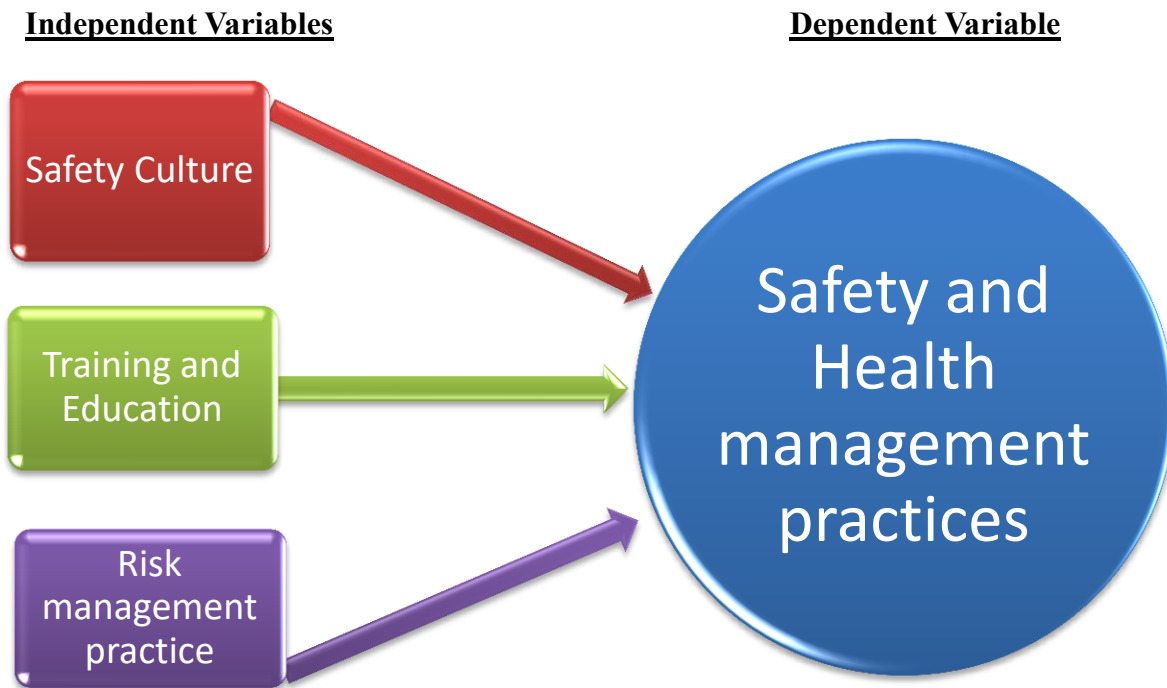 Independent Variables
Dependent Variable
Safety Culture
Training and
Education
Risk
management
practice
Safety and
Health
management
practices